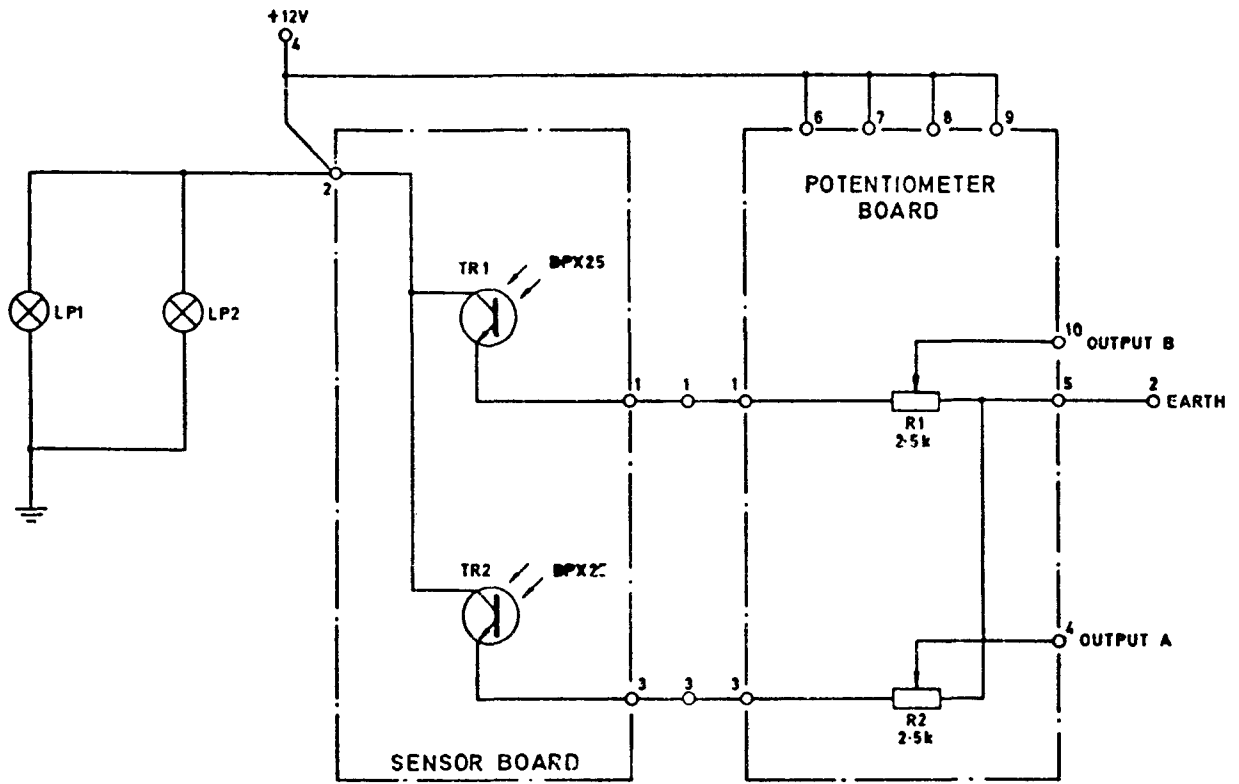 +12V
4
6 7 8 9
2
POTENTIOMETER
BOARD
TR1
BPX25
LP1
LP2
10 OUTPUT B
1 1 1
5 2
EARTH
R1
2·5k
TR2
4 OUTPUT A
3 3 3
R2
2·5k
SENSOR BOARD